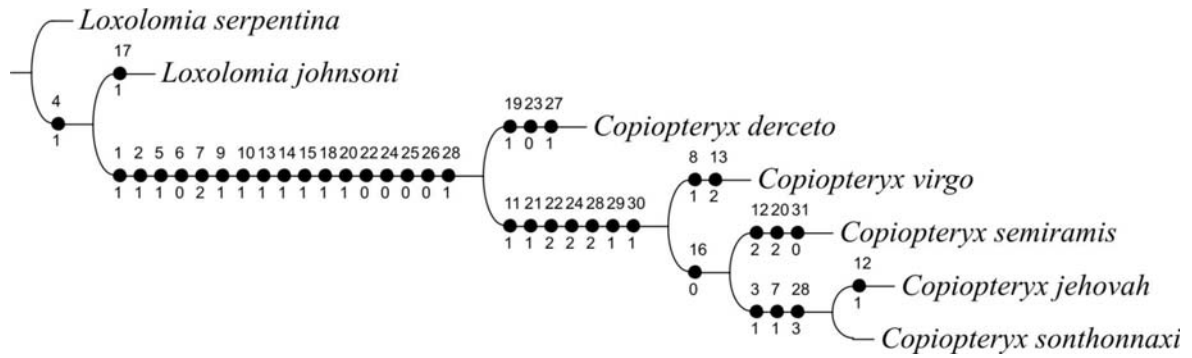 Loxolomia serpentina
17
Loxolomia johnsoni
1
4
1
19 23 27
Copiopteryx derceto
1 0 1
1 2 5 6 7 9 10 13 14 15 18 20 22 24 25 26 28
1 1 1 0 2 1 1 1 1 1 1 1 0 0 0 0 1
8 13
Copiopteryx virgo
1 2
11 21 22 24 28 29 30
1 1 2 2 2 1 1
12 20 31
Copiopteryx semiramis
2 2 0
16
0
12
Copiopteryx jehovah
1
3 7 28
1 1 3
Copiopteryx sonthonnaxi